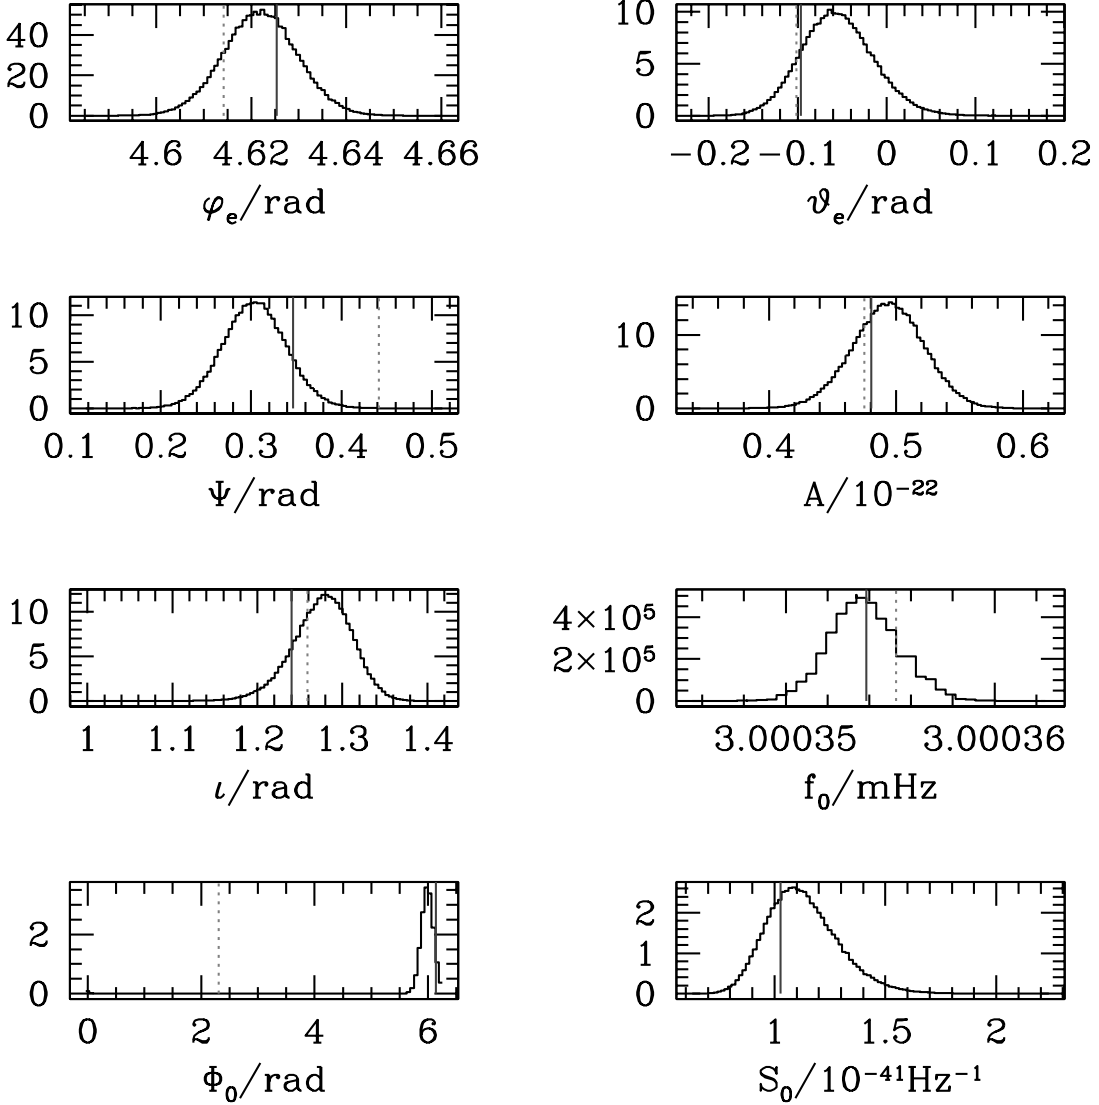 40
20
0
4.6 4.62 4.64 4.66
φe/rad
10
5
0
−0.2 −0.1 0 0.1 0.2
ϑe/rad
10
5
0
0.1 0.2 0.3 0.4 0.5
Ψ/rad
10
0
0.4 0.5 0.6
A/10⁻²²
10
5
0
1 1.1 1.2 1.3 1.4
ι/rad
4×10⁵
2×10⁵
0
3.00035 3.00036
f₀/mHz
2
0
0 2 4 6
Φ₀/rad
2
1
0
1 1.5 2
S₀/10⁻⁴¹Hz⁻¹